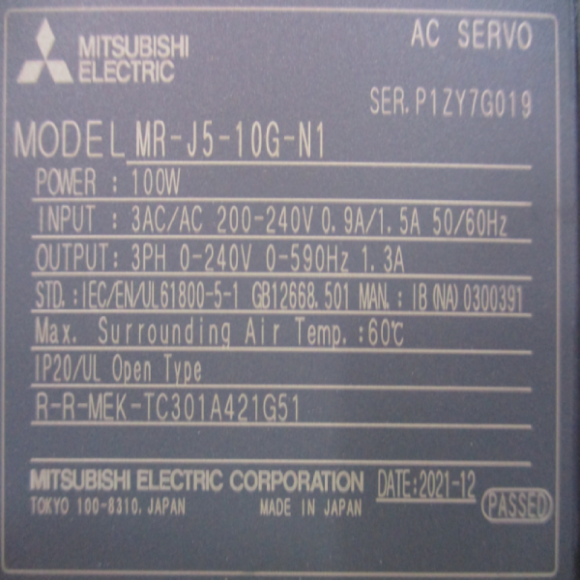 MITSUBISHI ELECTRIC
AC SERVO
SER. P1ZY7G019
MODEL MR-J5-10G-N1
POWER : 100W
INPUT : 3AC/AC 200-240V 0.9A/1.5A 50/60Hz
OUTPUT: 3PH 0-240V 0-590Hz 1.3A
STD.:IEC/EN/UL61800-5-1 GB12668.501 MAN.: IB(NA)0300391
Max. Surrounding Air Temp.:60℃
IP20/UL Open Type
R-R-MEK-TC301A421G51
MITSUBISHI ELECTRIC CORPORATION DATE:2021-12
TOKYO 100-8310, JAPAN MADE IN JAPAN PASSED